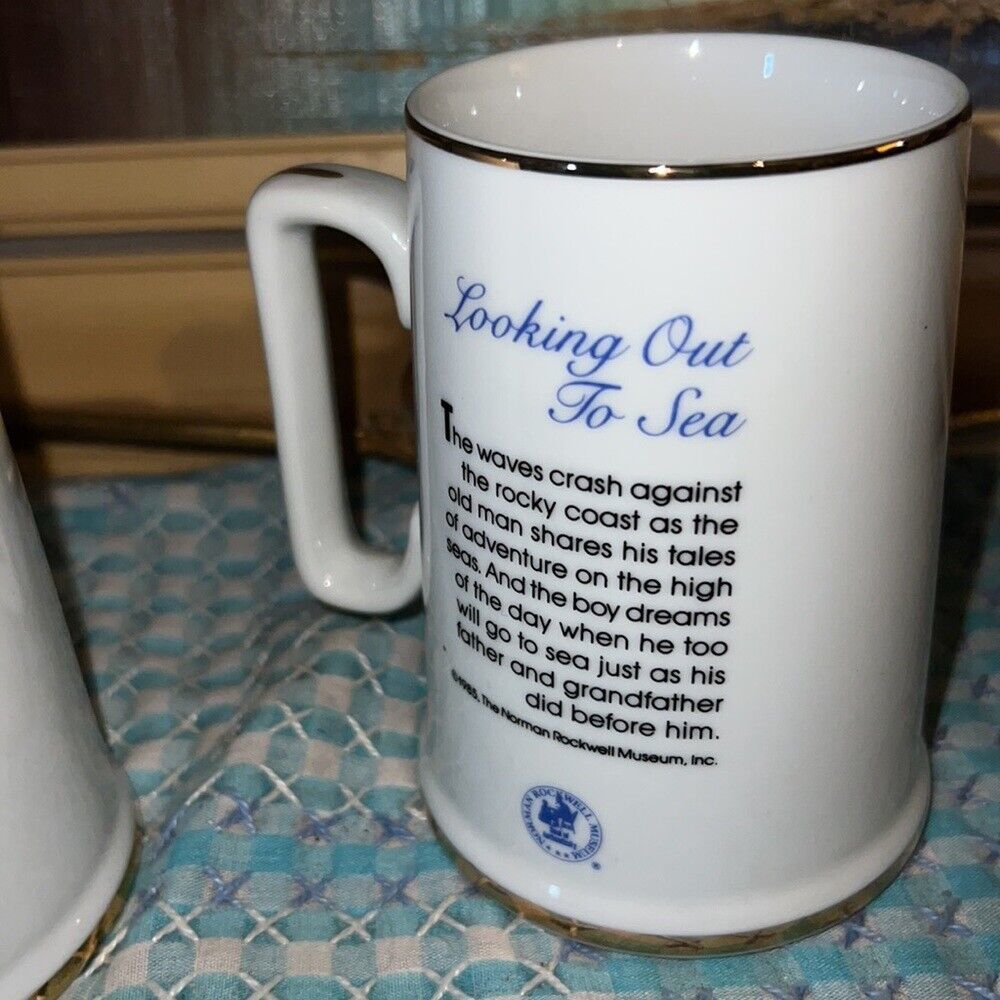 Looking Out
To Sea
The waves crash against
the rocky coast as the
old man shares his tales
of adventure on the high
seas. And the boy dreams
of the day when he too
will go to sea just as his
father and grandfather
did before him.
©1985, The Norman Rockwell Museum, Inc.
NORMAN ROCKWELL MUSEUM
®